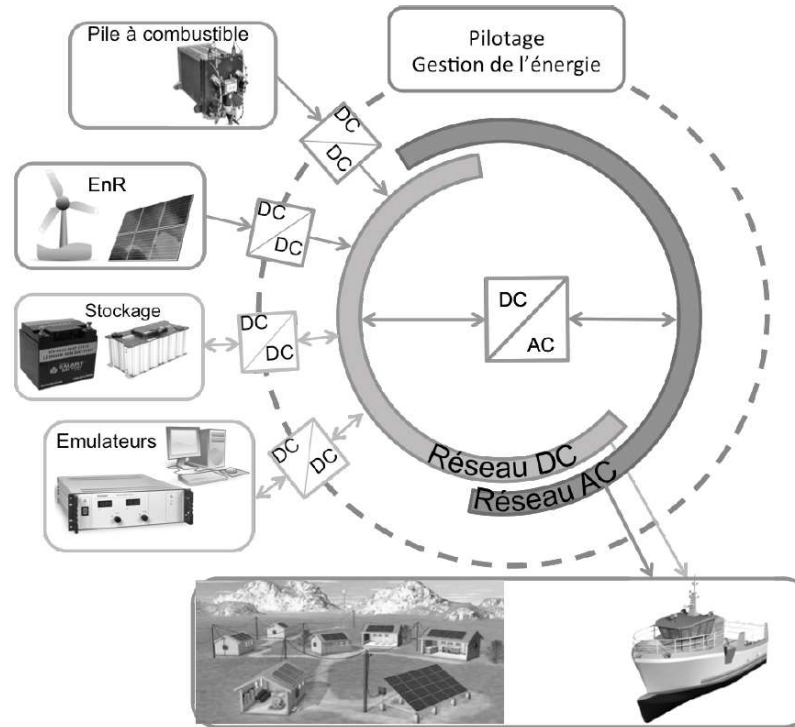 Pile à combustible
Pilotage
Gestion de l'énergie
DC
DC
EnR
DC
DC
Stockage
DC
DC
DC
AC
Emulateurs
DC
DC
Réseau DC
Réseau AC